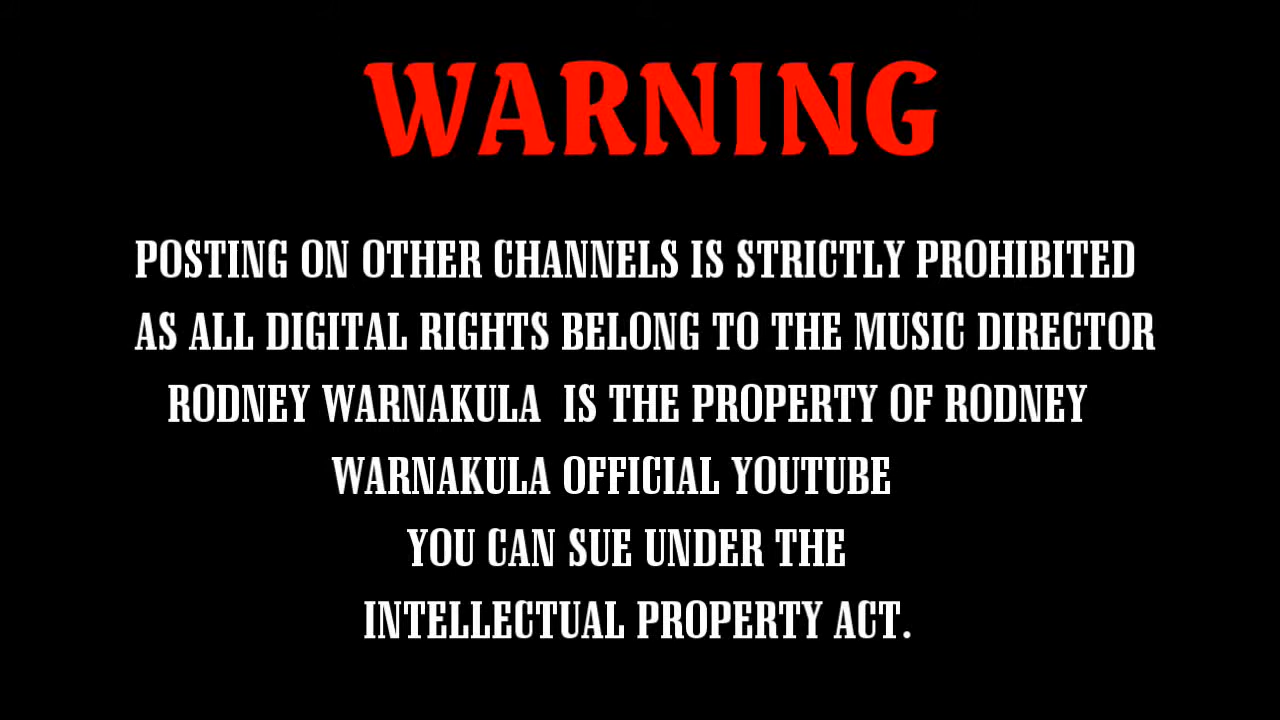 WARNING
POSTING ON OTHER CHANNELS IS STRICTLY PROHIBITED
AS ALL DIGITAL RIGHTS BELONG TO THE MUSIC DIRECTOR
RODNEY WARNAKULA IS THE PROPERTY OF RODNEY
WARNAKULA OFFICIAL YOUTUBE
YOU CAN SUE UNDER THE
INTELLECTUAL PROPERTY ACT.